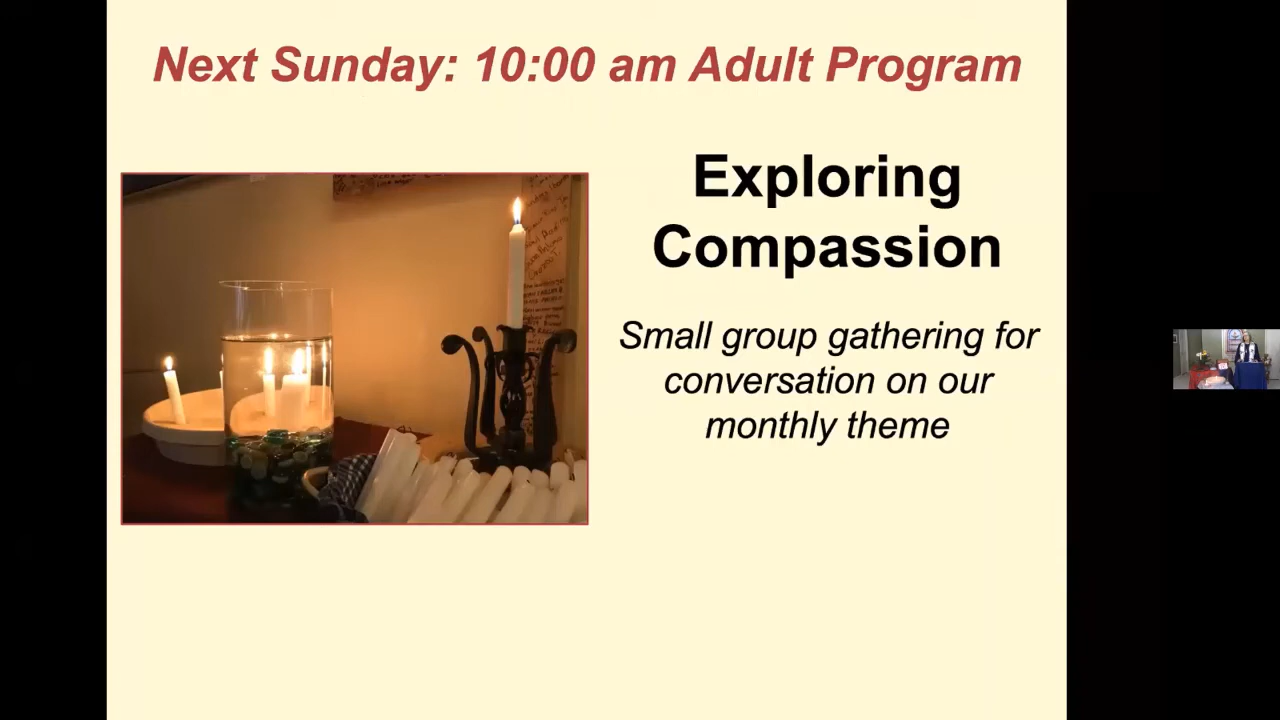 Next Sunday: 10:00 am Adult Program
Exploring
Compassion
Small group gathering for
conversation on our
monthly theme